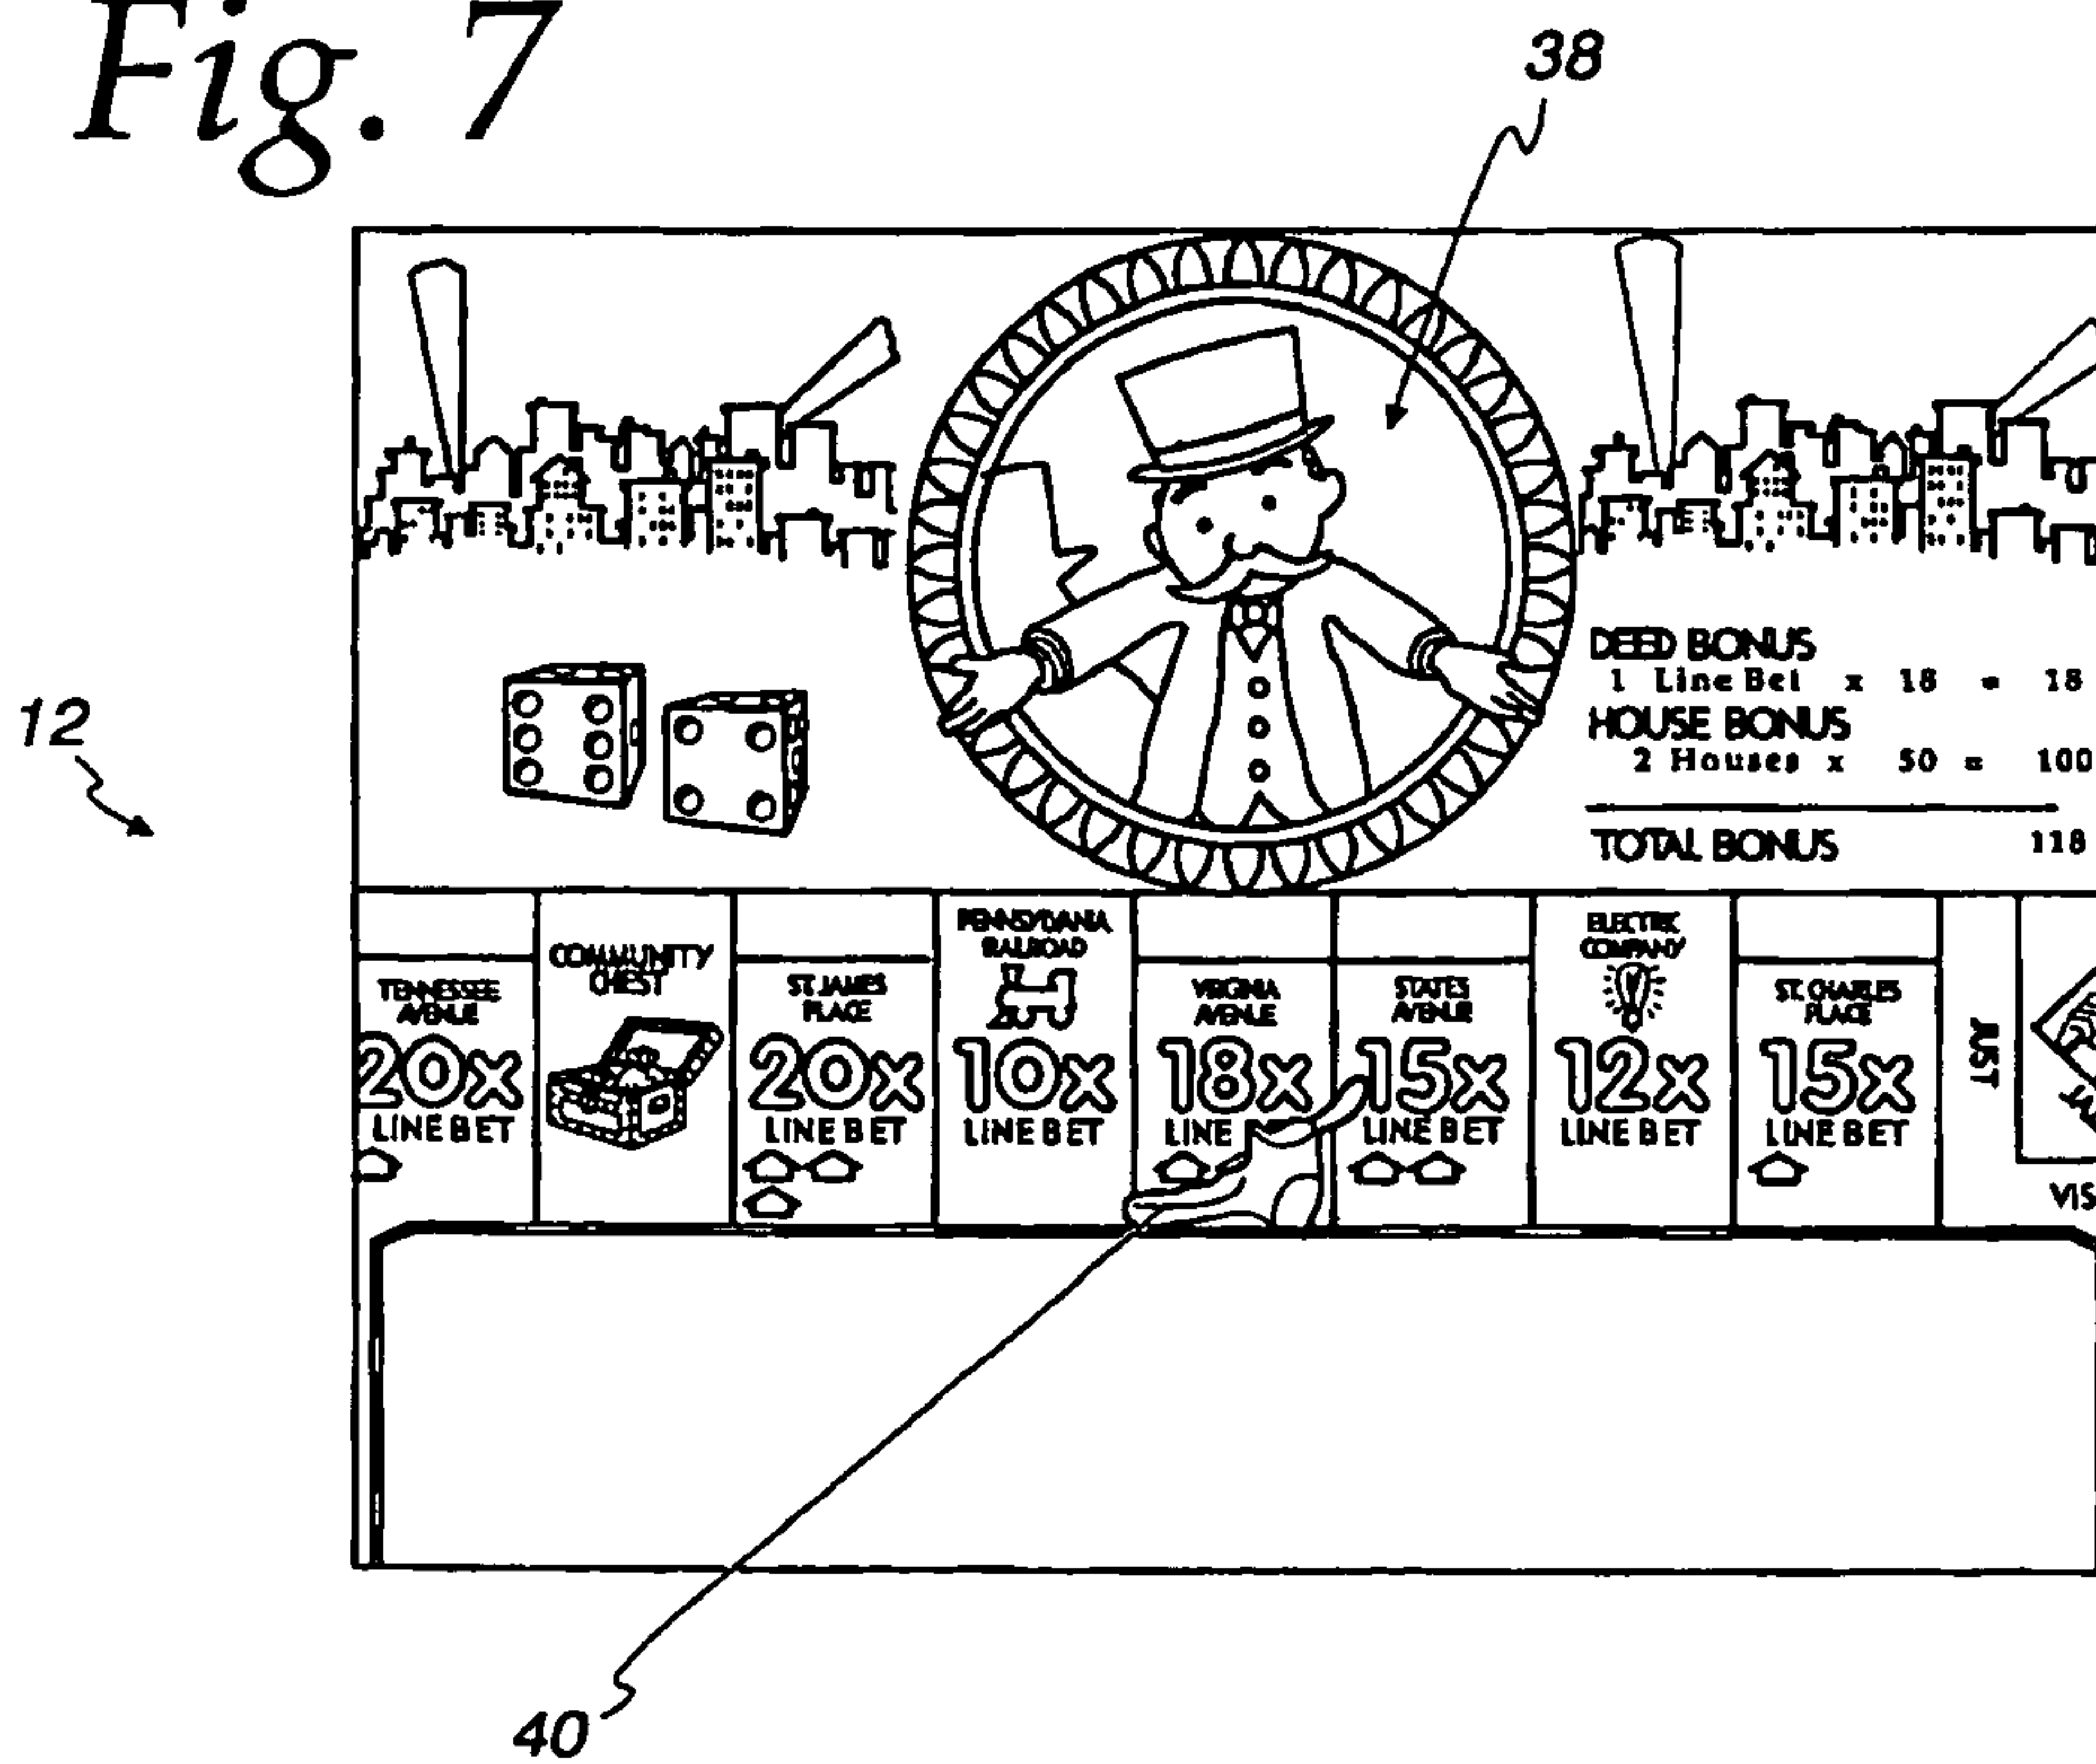 Fig. 7
38
12
DEED BONUS
1 Line Bet x 18 = 18
HOUSE BONUS
2 Houses x 50 = 100
TOTAL BONUS 118
TENNESSEE
AVENUE
20x
LINE BET
COMMUNITY
CHEST
ST. JAMES
PLACE
20x
LINE BET
PENNSYLVANIA
RAILROAD
10x
LINE BET
VIRGINIA
AVENUE
18x
LINE
STATES
AVENUE
15x
LINE BET
ELECTRIC
COMPANY
12x
LINE BET
ST. CHARLES
PLACE
15x
LINE BET
JUST
VIS
40